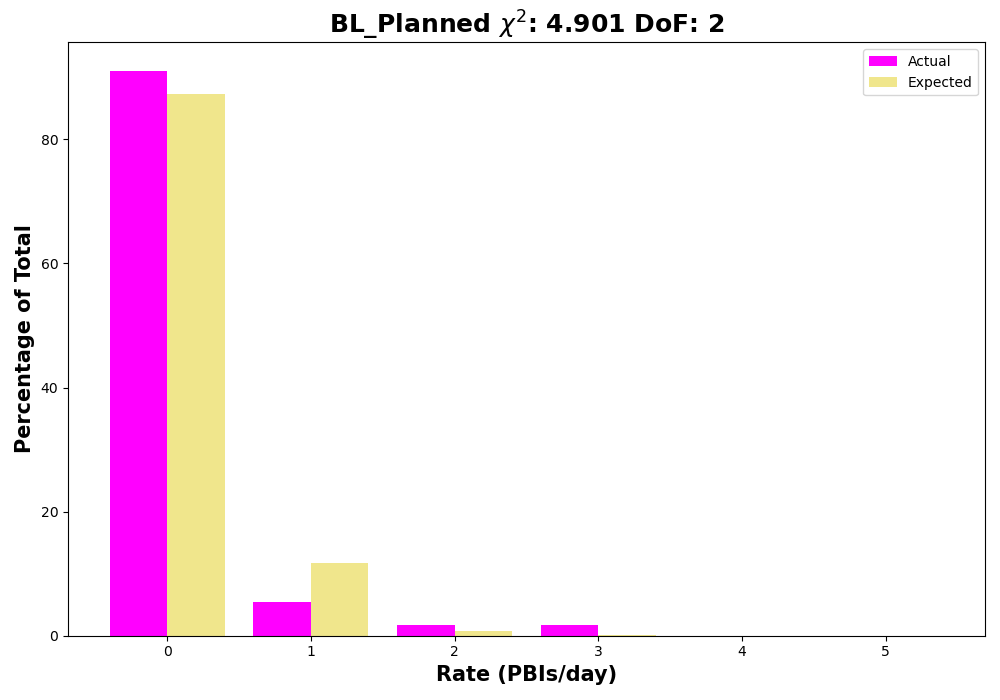 BL_Planned χ²: 4.901 DoF: 2
Actual
Expected
Percentage of Total
80
60
40
20
0
0 1 2 3 4 5
Rate (PBIs/day)